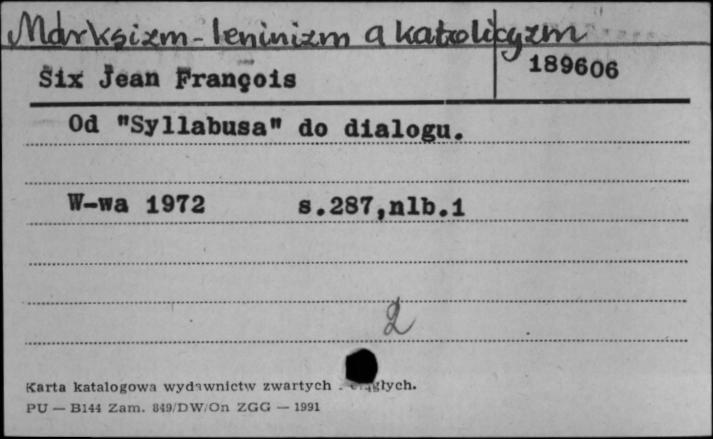 Marksizm-leninizm a katolicyzm
Six Jean François
189606
Od "Syllabusa" do dialogu.
W-wa 1972 s.287,nlb.1
2
Karta katalogowa wydawnictw zwartych
PU — B144 Zam. 849/DW/On ZGG — 1991